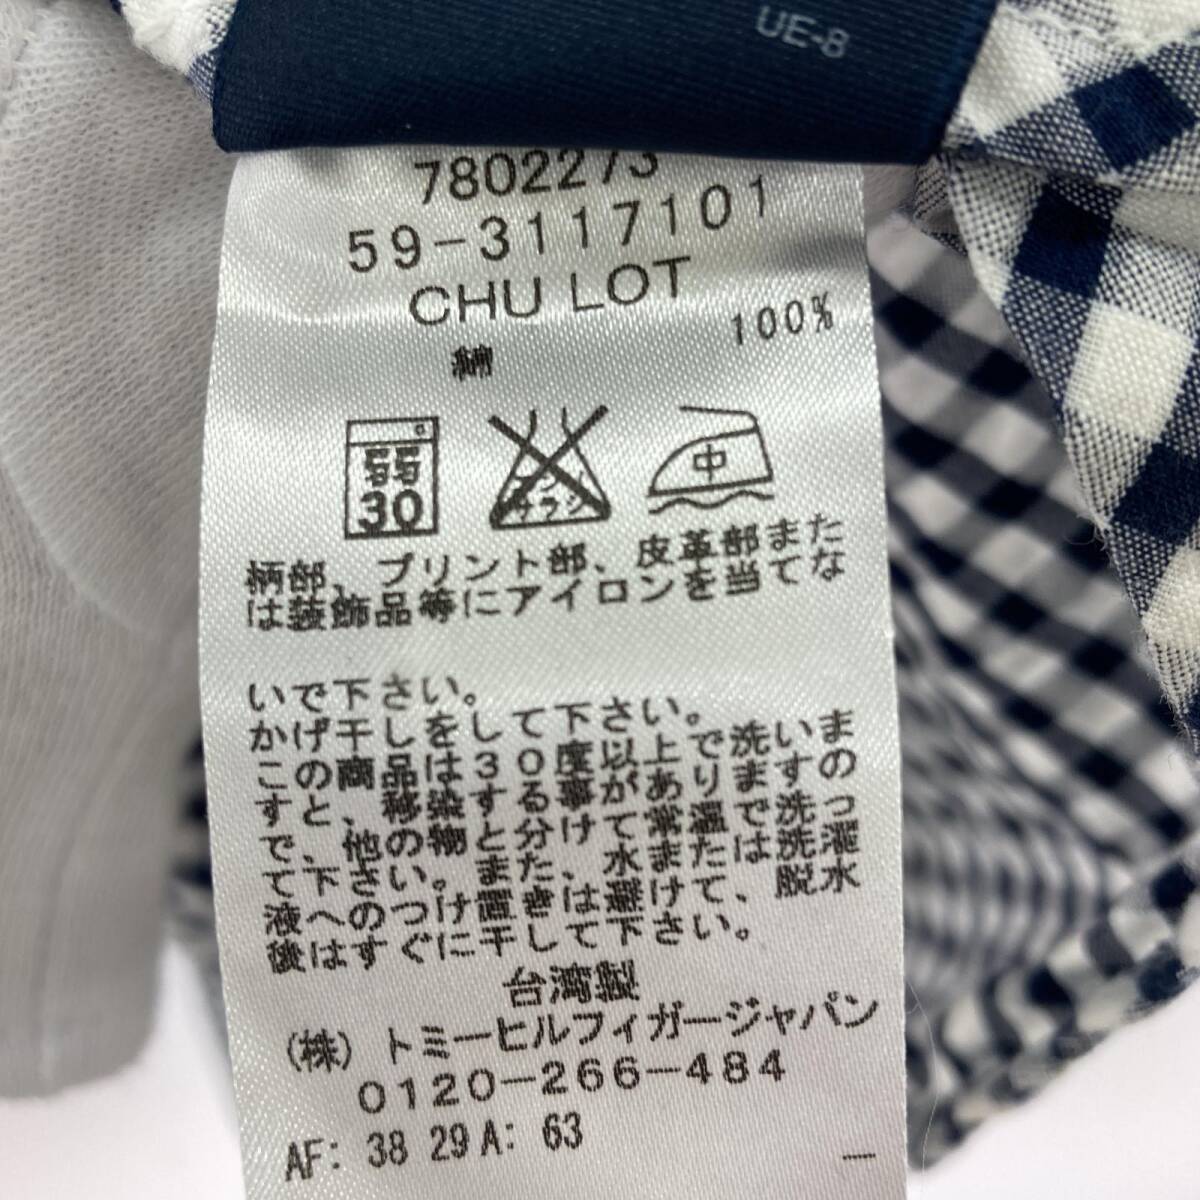 UE-8
7802273
59-3117101
CHU LOT
綿 100%
弱 30
エンソ サラシ 中
柄部、プリント部、皮革部また
は装飾品等にアイロンを当てな
いで下さい。
かげ干しをして下さい。
この商品は30度以上で洗いま
すと、移染する事がありますの
で、他の物と分けて常温で洗っ
て下さい。また、水または洗濯
液へのつけ置きは避けて、脱水
後はすぐに干して下さい。
台湾製
(株) トミーヒルフィガージャパン
0120-266-484
AF: 38 29 A: 63